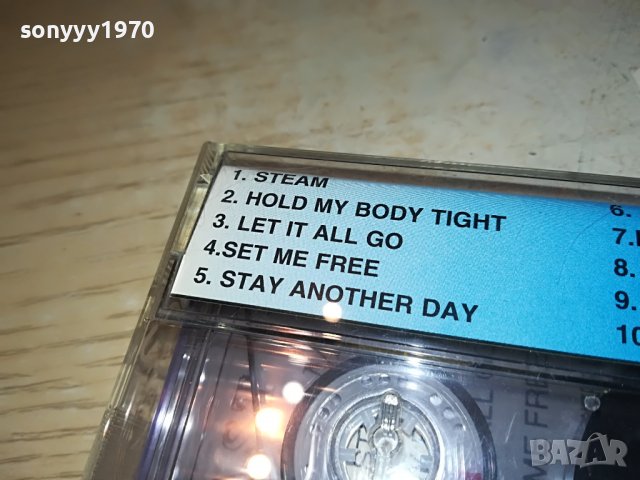 sonyyy1970
1. STEAM
2. HOLD MY BODY TIGHT
3. LET IT ALL GO
4.SET ME FREE
5. STAY ANOTHER DAY
6.
7.
8.
9.
10
BAZAR